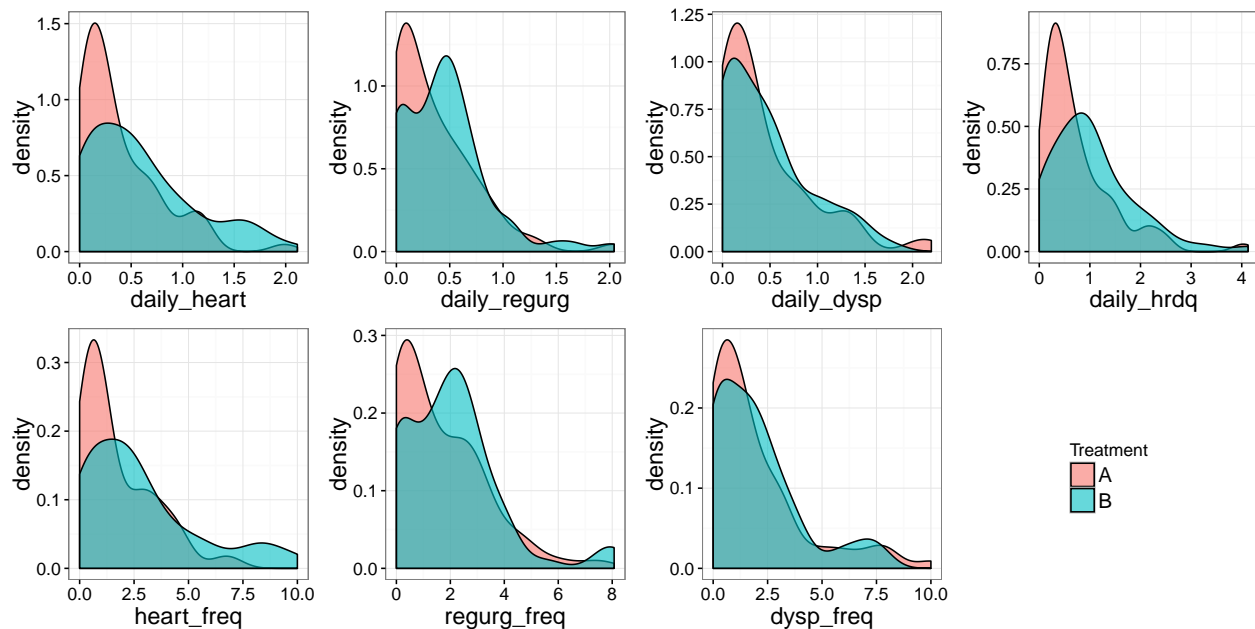 density
1.5
1.0
0.5
0.0
0.0 0.5 1.0 1.5 2.0
daily_heart
density
1.0
0.5
0.0
0.0 0.5 1.0 1.5 2.0
daily_regurg
density
1.25
1.00
0.75
0.50
0.25
0.00
0.0 0.5 1.0 1.5 2.0
daily_dysp
density
0.75
0.50
0.25
0.00
0 1 2 3 4
daily_hrdq
density
0.3
0.2
0.1
0.0
0.0 2.5 5.0 7.5 10.0
heart_freq
density
0.3
0.2
0.1
0.0
0 2 4 6 8
regurg_freq
density
0.2
0.1
0.0
0.0 2.5 5.0 7.5 10.0
dysp_freq
Treatment
A
B